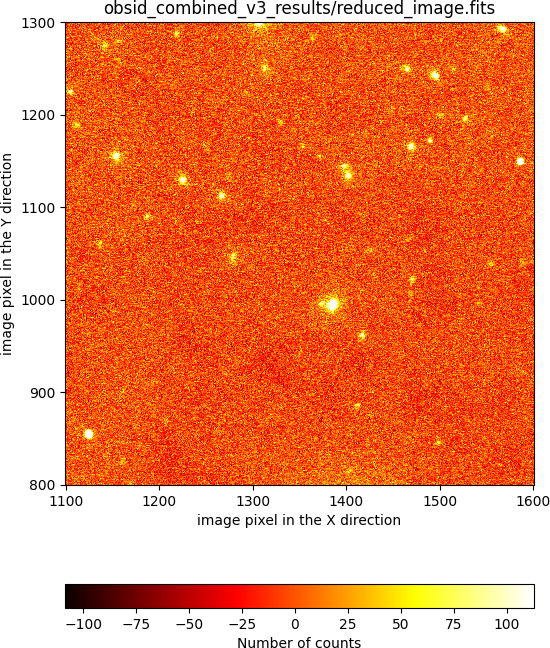 obsid_combined_v3_results/reduced_image.fits
1300
1200
1100
1000
900
800
image pixel in the Y direction
1100 1200 1300 1400 1500 1600
image pixel in the X direction
−100 −75 −50 −25 0 25 50 75 100
Number of counts